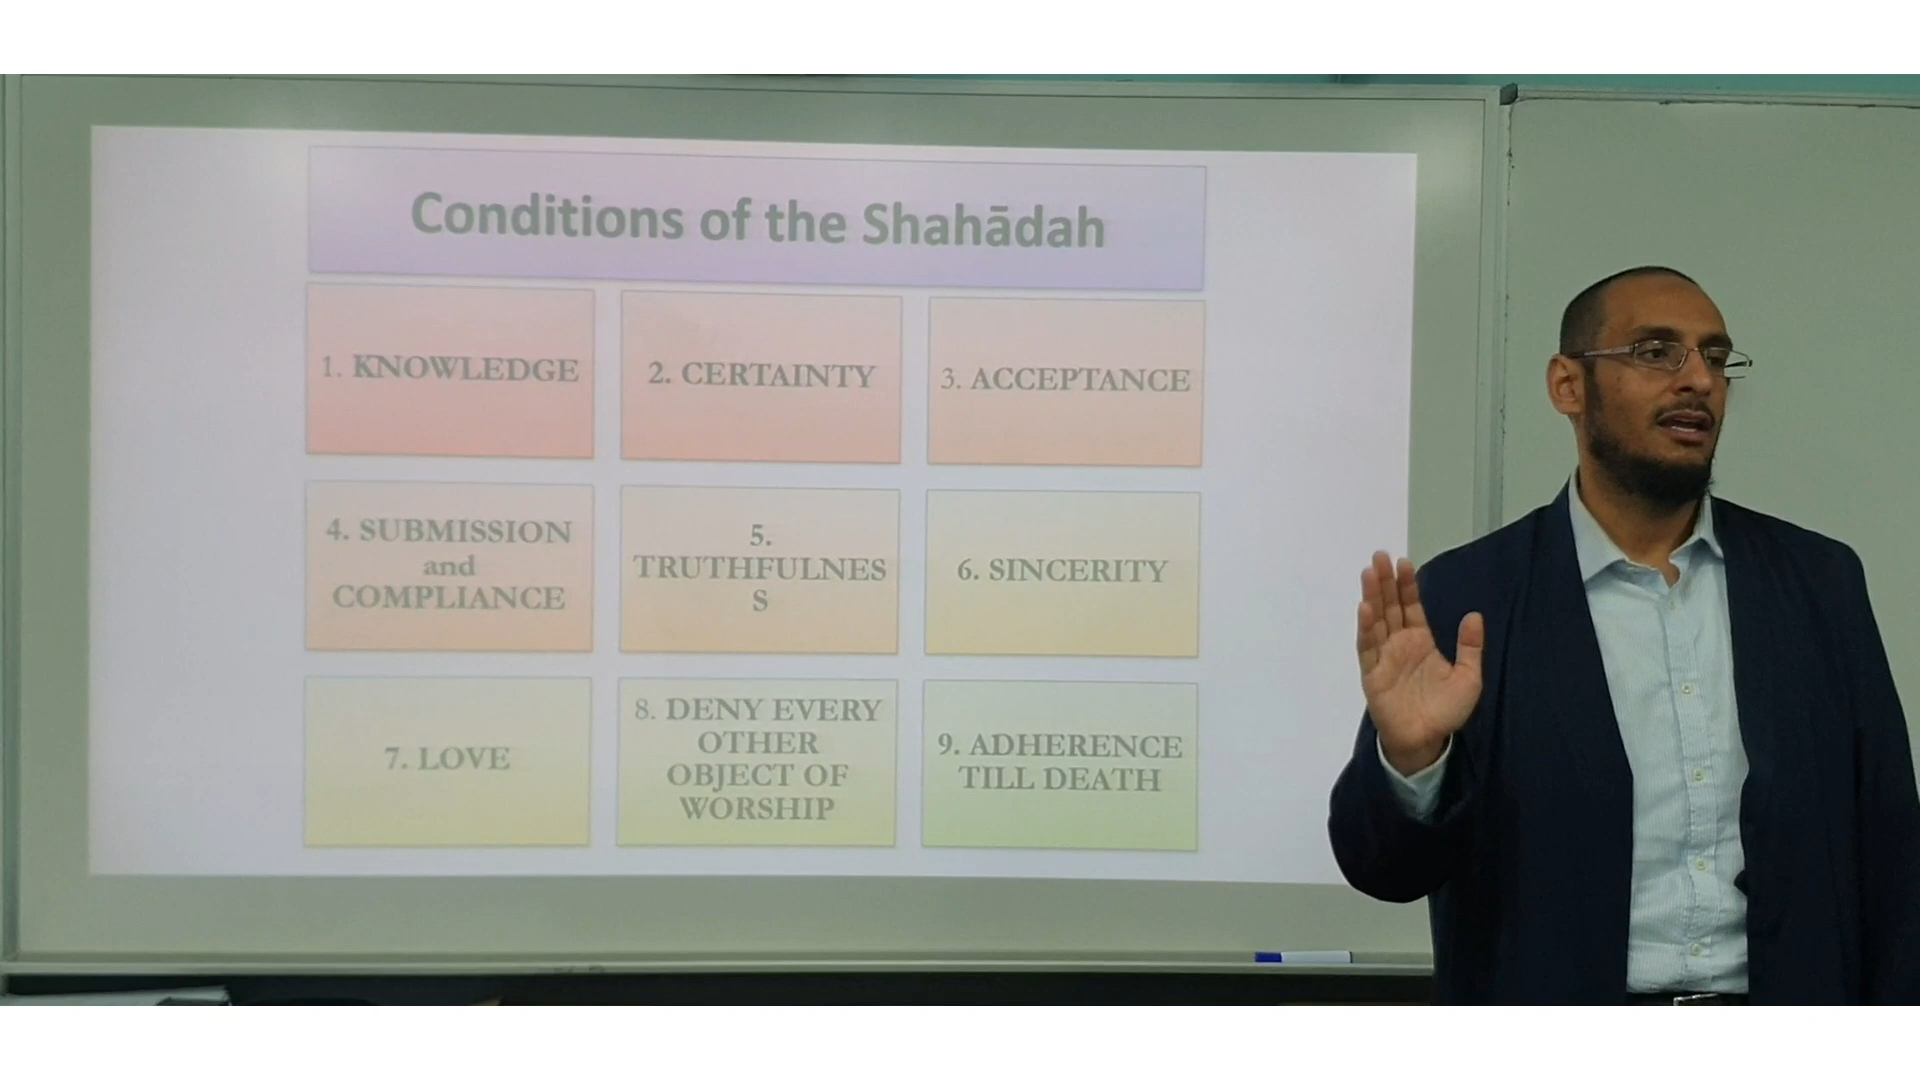 Conditions of the Shahādah
1. KNOWLEDGE
2. CERTAINTY
3. ACCEPTANCE
4. SUBMISSION
and
COMPLIANCE
5.
TRUTHFULNES
S
6. SINCERITY
7. LOVE
8. DENY EVERY
OTHER
OBJECT OF
WORSHIP
9. ADHERENCE
TILL DEATH